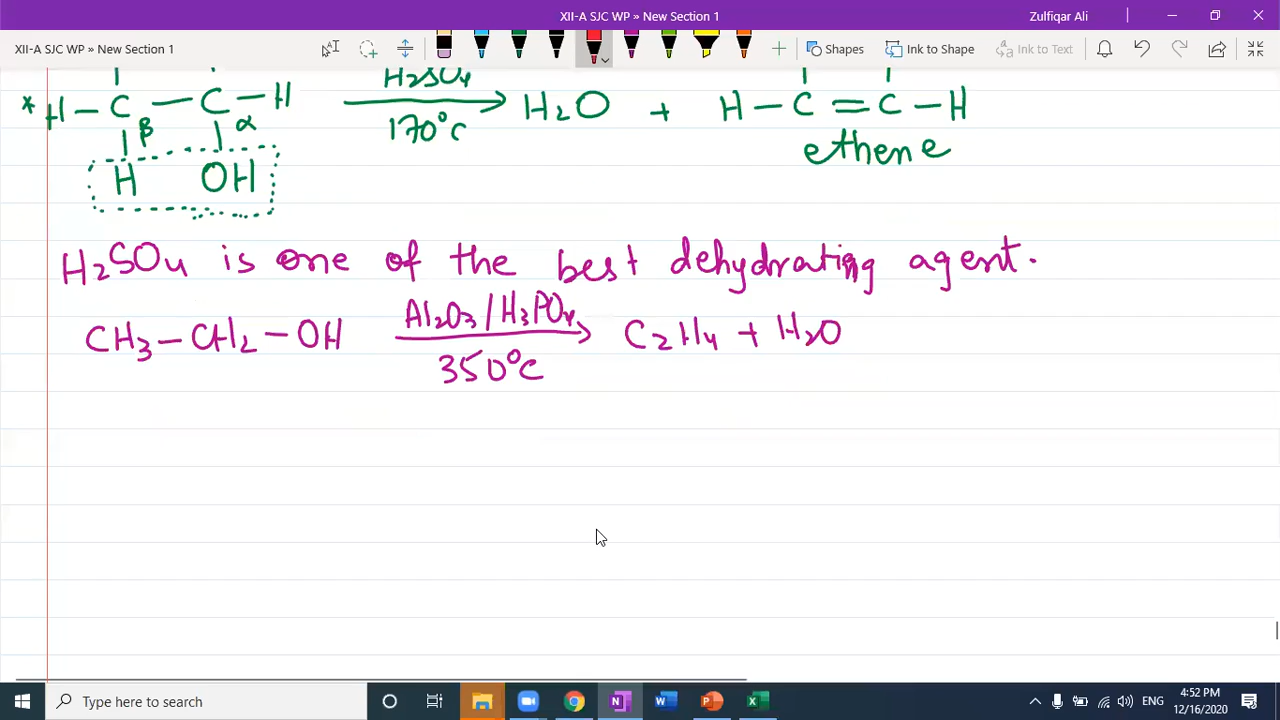 XII-A SJC WP » New Section 1
Zulfiqar Ali
XII-A SJC WP » New Section 1
Shapes
Ink to Shape
Ink to Text
*H – C — C – H H2SO4 170°C H2O + H – C = C – H
β α
ethene
H OH
H2SO4 is one of the best dehydrating agent.
CH3 – CH2 – OH Al2O3 / H3PO4 350°C C2H4 + H2O
Type here to search
ENG
4:52 PM
12/16/2020